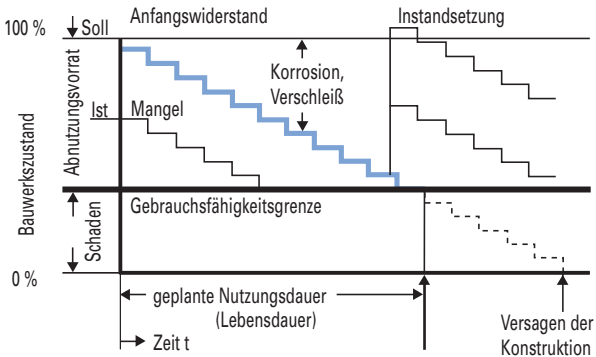 100 %
Soll
Anfangswiderstand
Instandsetzung
Korrosion,
Verschleiß
Ist
Mangel
Abnutzungsvorrat
Bauwerkszustand
Gebrauchsfähigkeitsgrenze
Schaden
0 %
geplante Nutzungsdauer
(Lebensdauer)
Zeit t
Versagen der
Konstruktion